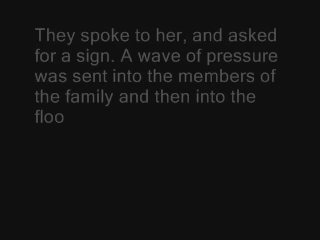 They spoke to her, and asked
for a sign. A wave of pressure
was sent into the members of
the family and then into the
floo